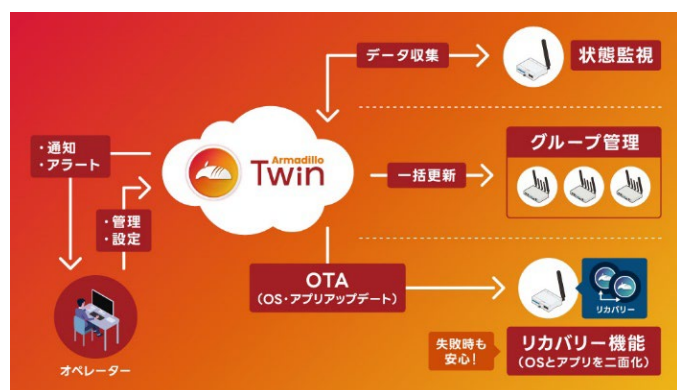 データ収集
状態監視
・通知
・アラート
Armadillo
Twin
グループ管理
一括更新
・管理
・設定
OTA
(OS・アプリアップデート)
リカバリー
オペレーター
失敗時も
安心!
リカバリー機能
(OSとアプリを二面化)